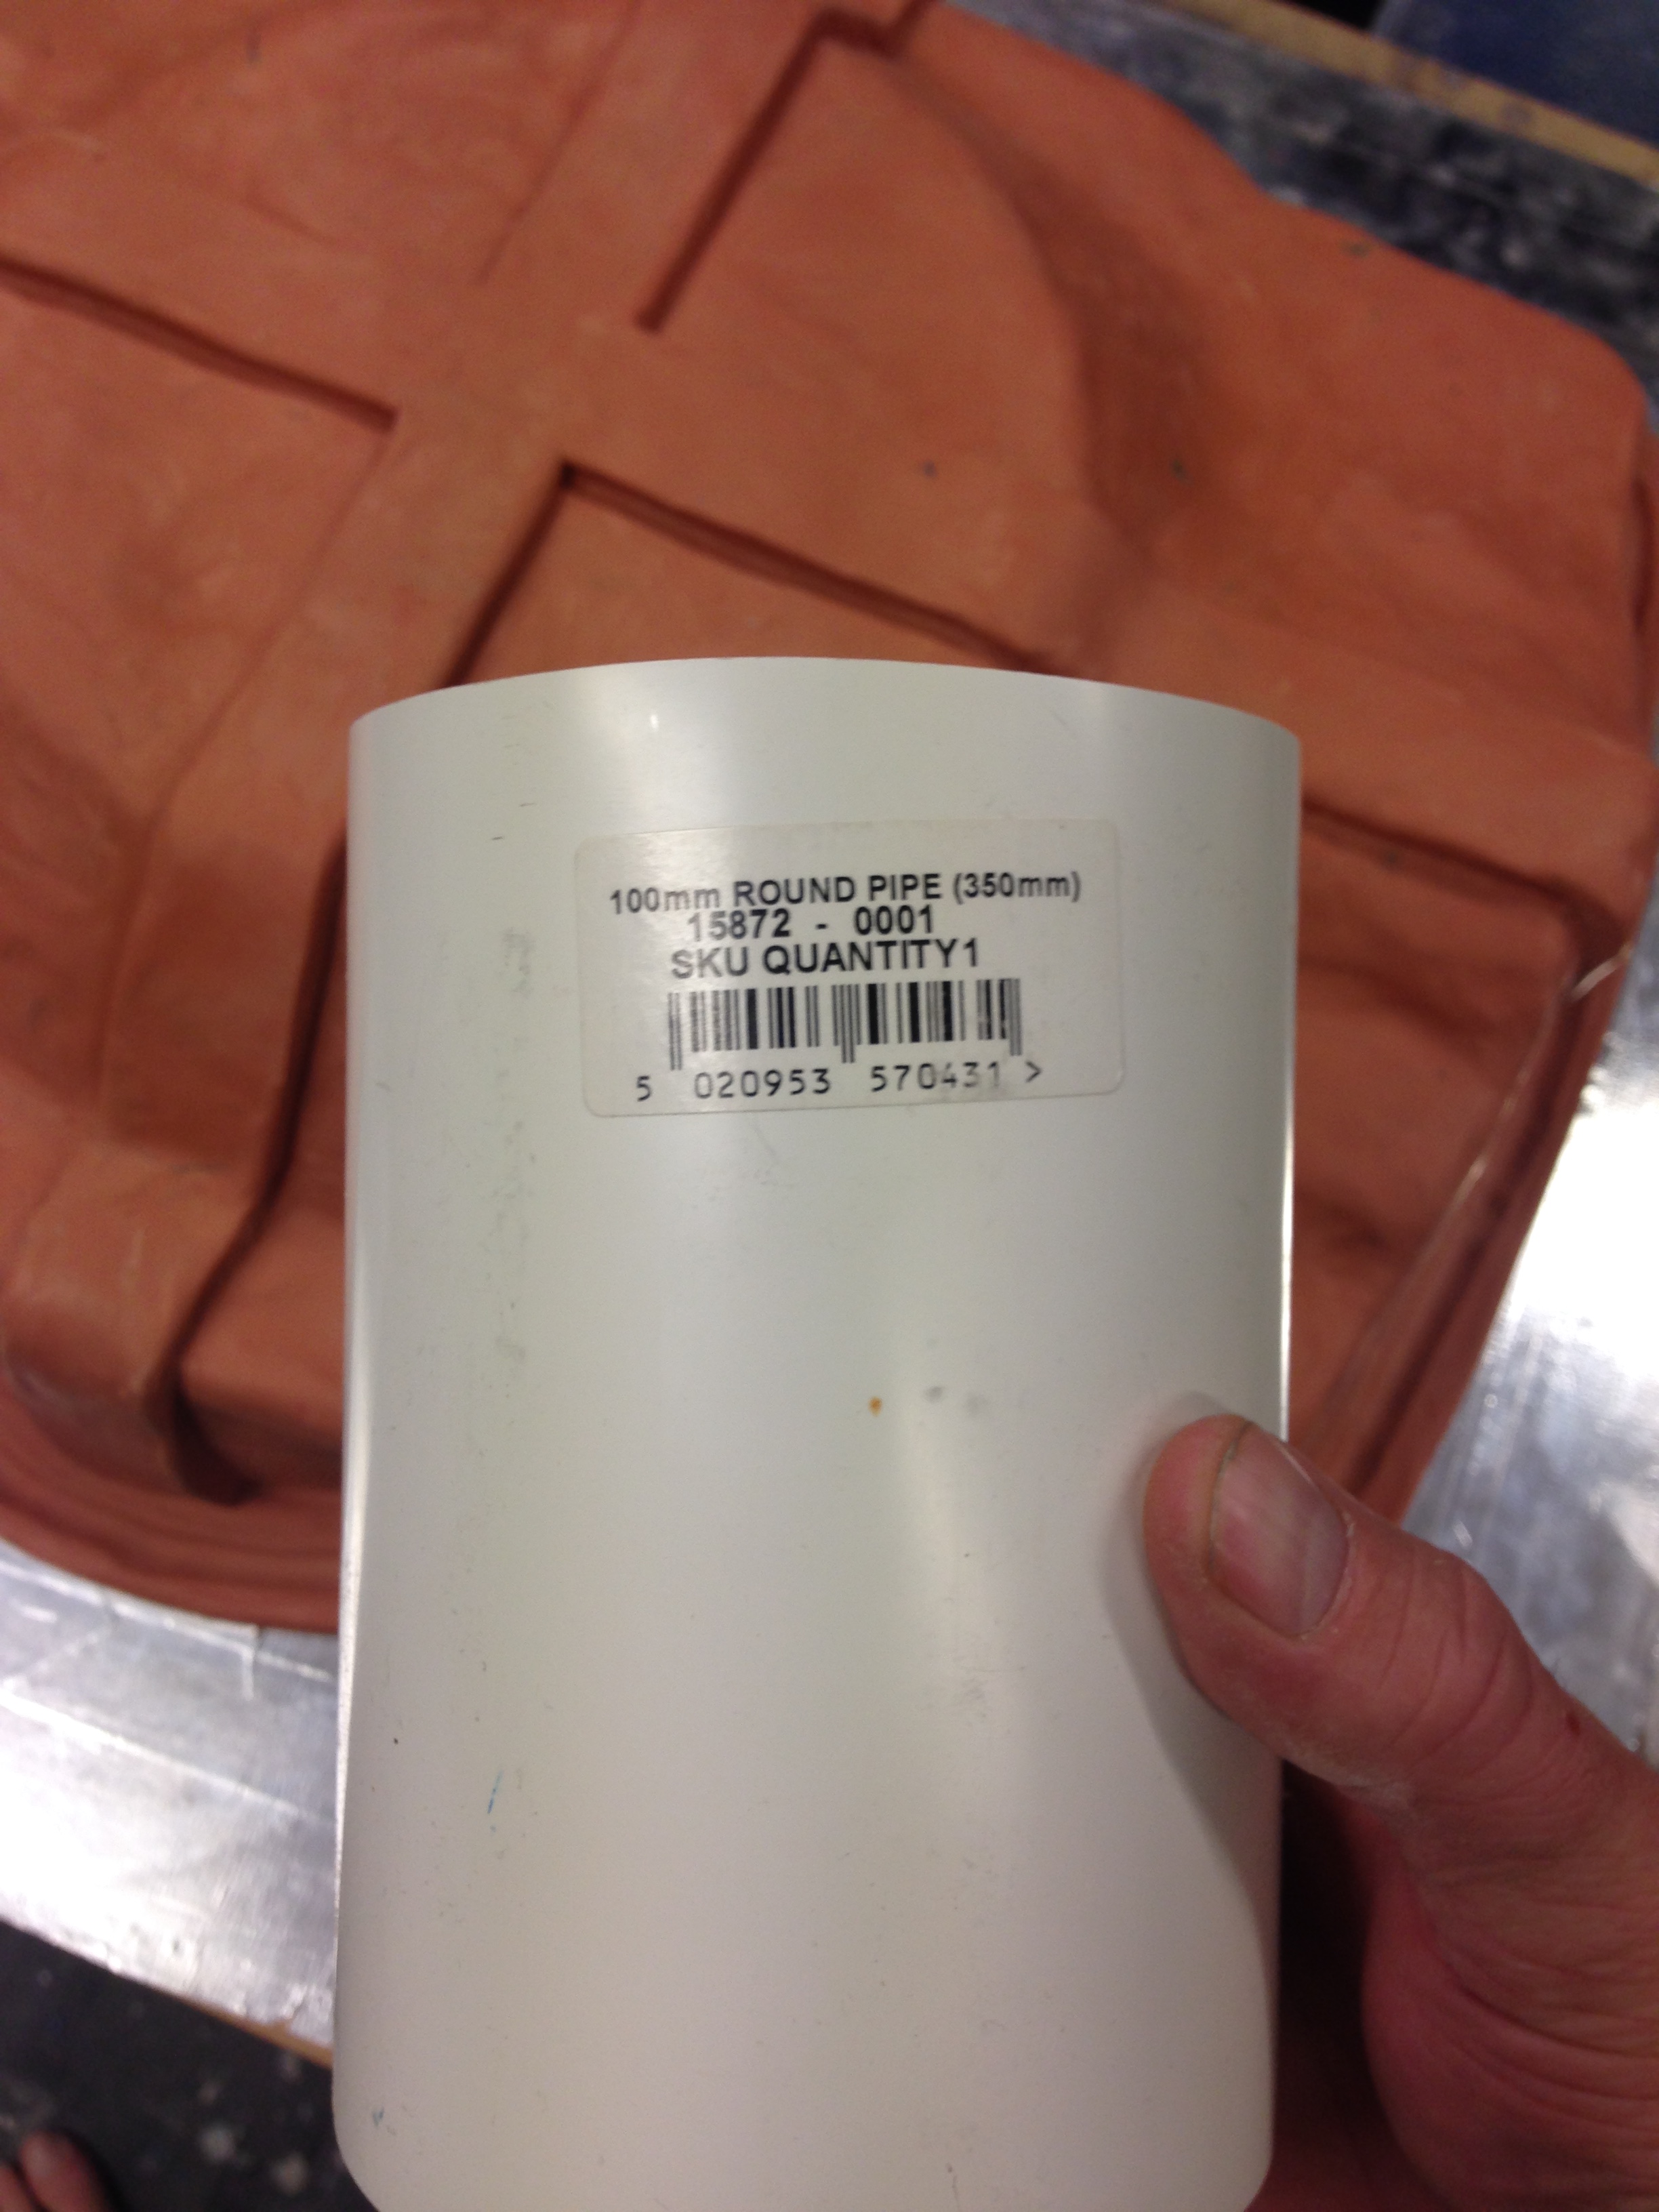 100mm ROUND PIPE (350mm)
15872 - 0001
SKU QUANTITY1
5 020953 570431 >